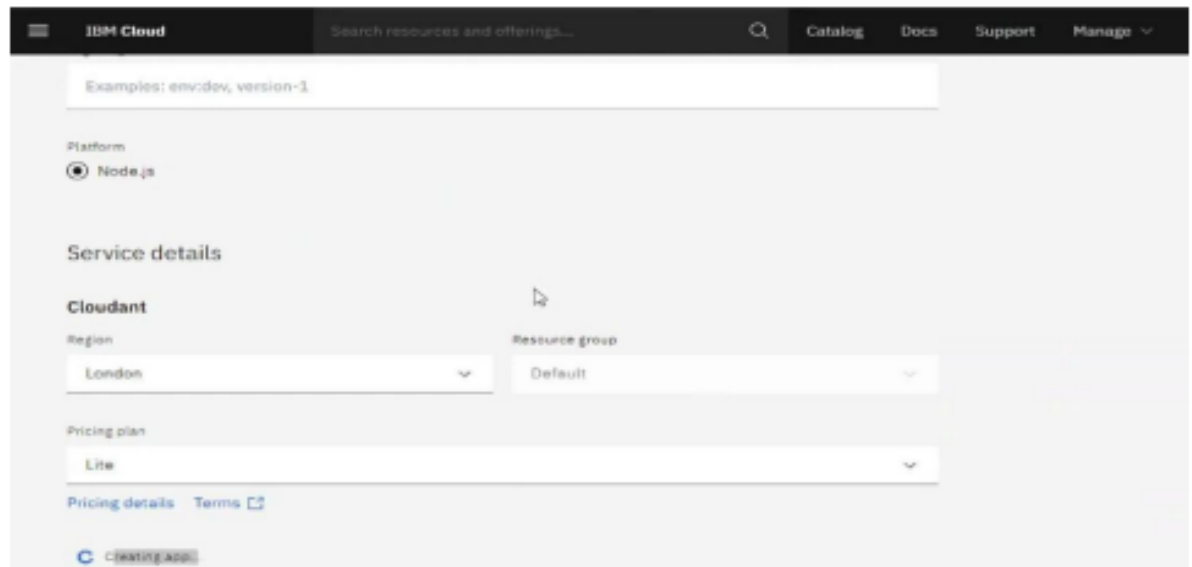 IBM Cloud Search resources and offerings... Catalog Docs Support Manage
Examples: env:dev, version-1
Platform
Node.js
Service details
Cloudant
Region Resource group
London Default
Pricing plan
Lite
Pricing details Terms
Creating app...